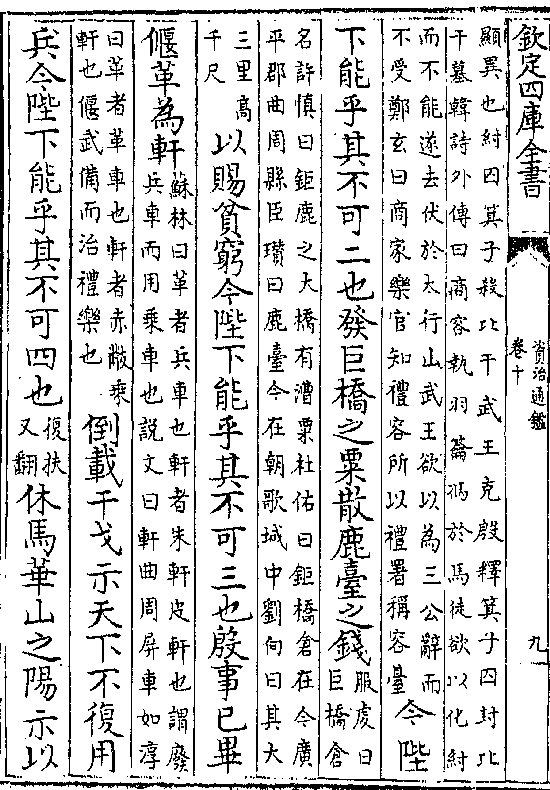 欽定四庫全書
資治通鑑
卷十
九
顯異也紂囚箕子殺比干武王克殷釋箕子囚封比
干墓韓詩外傳曰商容執羽籥馮於馬徒欲以化紂
而不能遂去伏於太行山武王欲以為三公辭而
不受鄭玄曰商家樂官知禮容所以禮署稱容臺
今陛
下能乎其不可二也發巨橋之粟散鹿臺之錢
服虔曰
巨橋倉
名許慎曰鉅鹿之大橋有漕粟杜佑曰鉅橋倉在今廣
平郡曲周縣臣瓚曰鹿臺今在朝歌城中劉向曰其大
三里高
千尺
以賜貧窮今陛下能乎其不可三也殷事已畢
偃革為軒
蘇林曰革者兵車也軒者朱軒皮軒也謂廢
兵車而用乘車也説文曰軒曲周屏車如淳
曰革者革車也軒者赤黻乘
軒也偃武備而治禮樂也
倒載干戈示天下不復用
兵今陛下能乎其不可四也
復扶
又翻
休馬華山之陽示以